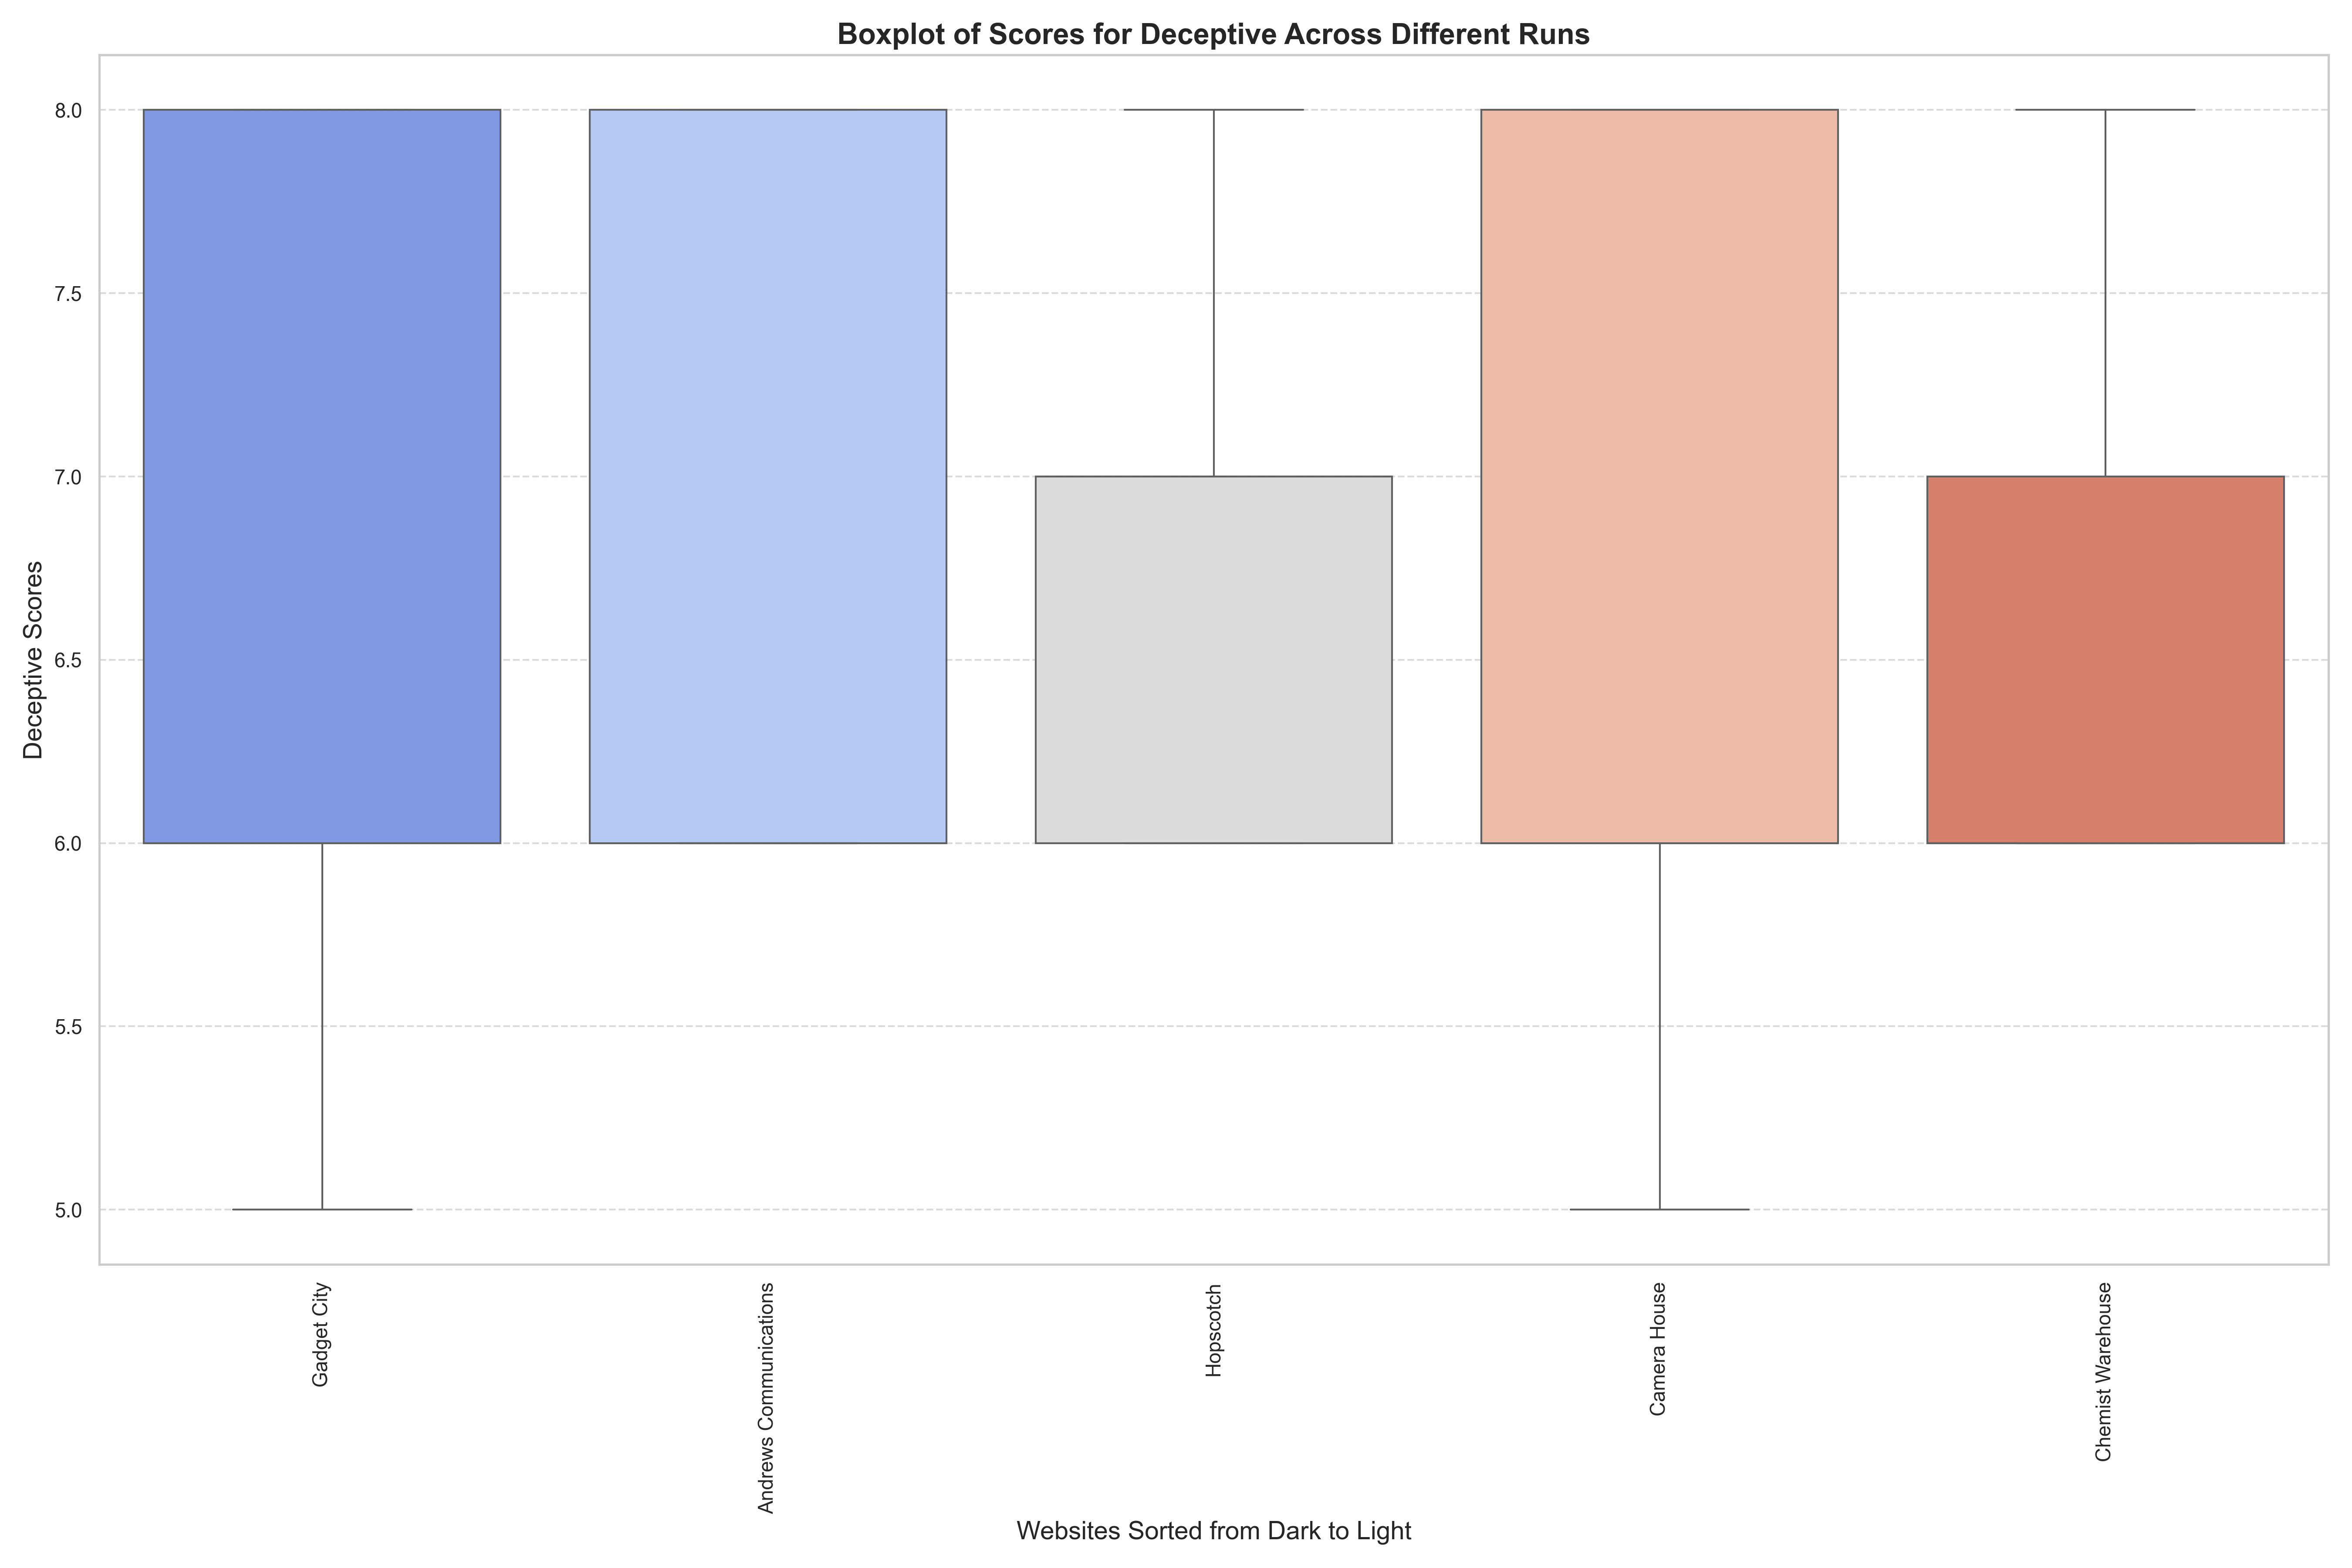 Boxplot of Scores for Deceptive Across Different Runs
Deceptive Scores
8.0
7.5
7.0
6.5
6.0
5.5
5.0
Gadget City
Andrews Communications
Hopscotch
Camera House
Chemist Warehouse
Websites Sorted from Dark to Light